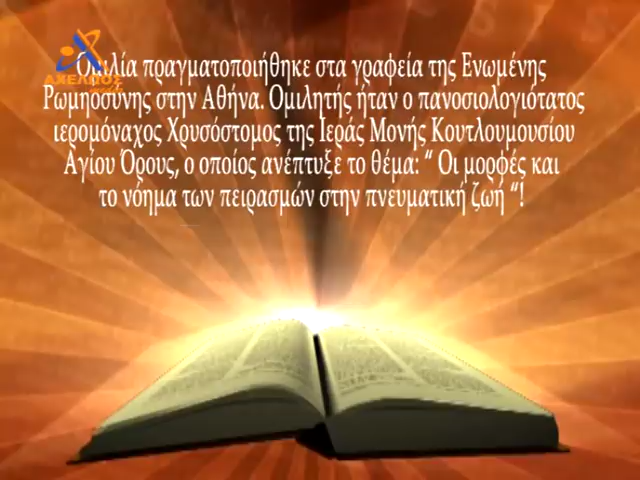 ΑΧΕΛΩΟΣ
Ομιλία πραγματοποιήθηκε στα γραφεία της Ενωμένης
Ρωμηοσύνης στην Αθήνα. Ομιλητής ήταν ο πανοσιολογιότατος
ιερομόναχος Χρυσόστομος της Ιεράς Μονής Κουτλουμουσίου
Αγίου Όρους, ο οποίος ανέπτυξε το θέμα: “ Οι μορφές και
το νόημα των πειρασμών στην πνευματική ζωή “!